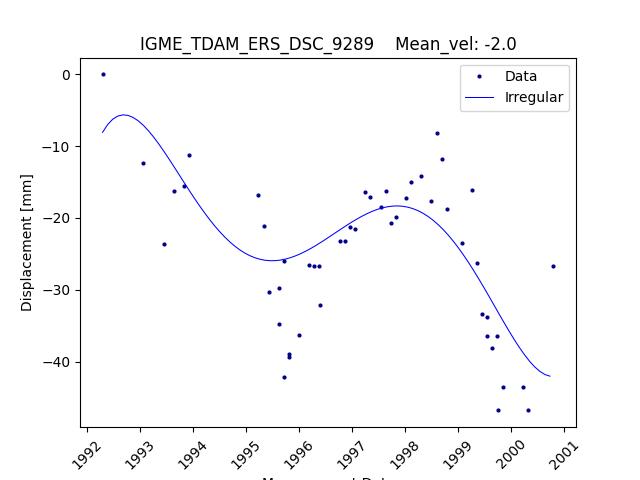 IGME_TDAM_ERS_DSC_9289    Mean_vel: -2.0
Data
Irregular
Displacement [mm]
0
−10
−20
−30
−40
1992 1993 1994 1995 1996 1997 1998 1999 2000 2001